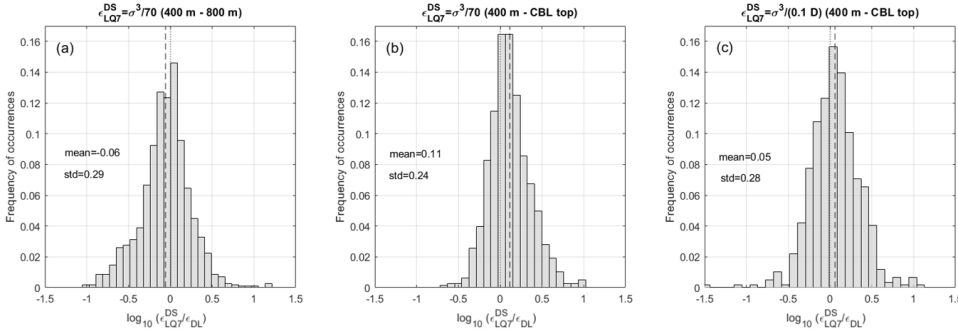 ϵ^DS_LQ7=σ^3/70 (400 m - 800 m)
(a)
Frequency of occurrences
0.16
0.14
0.12
0.1
0.08
0.06
0.04
0.02
0
mean=-0.06
std=0.29
-1.5 -1 -0.5 0 0.5 1 1.5
log_10 (ϵ^DS_LQ7/ϵ_DL)
ϵ^DS_LQ7=σ^3/70 (400 m - CBL top)
(b)
Frequency of occurrences
0.16
0.14
0.12
0.1
0.08
0.06
0.04
0.02
0
mean=0.11
std=0.24
-1.5 -1 -0.5 0 0.5 1 1.5
log_10 (ϵ^DS_LQ7/ϵ_DL)
ϵ^DS_LQ7=σ^3/(0.1 D) (400 m - CBL top)
(c)
Frequency of occurrences
0.16
0.14
0.12
0.1
0.08
0.06
0.04
0.02
0
mean=0.05
std=0.28
-1.5 -1 -0.5 0 0.5 1 1.5
log_10 (ϵ^DS_LQ7/ϵ_DL)